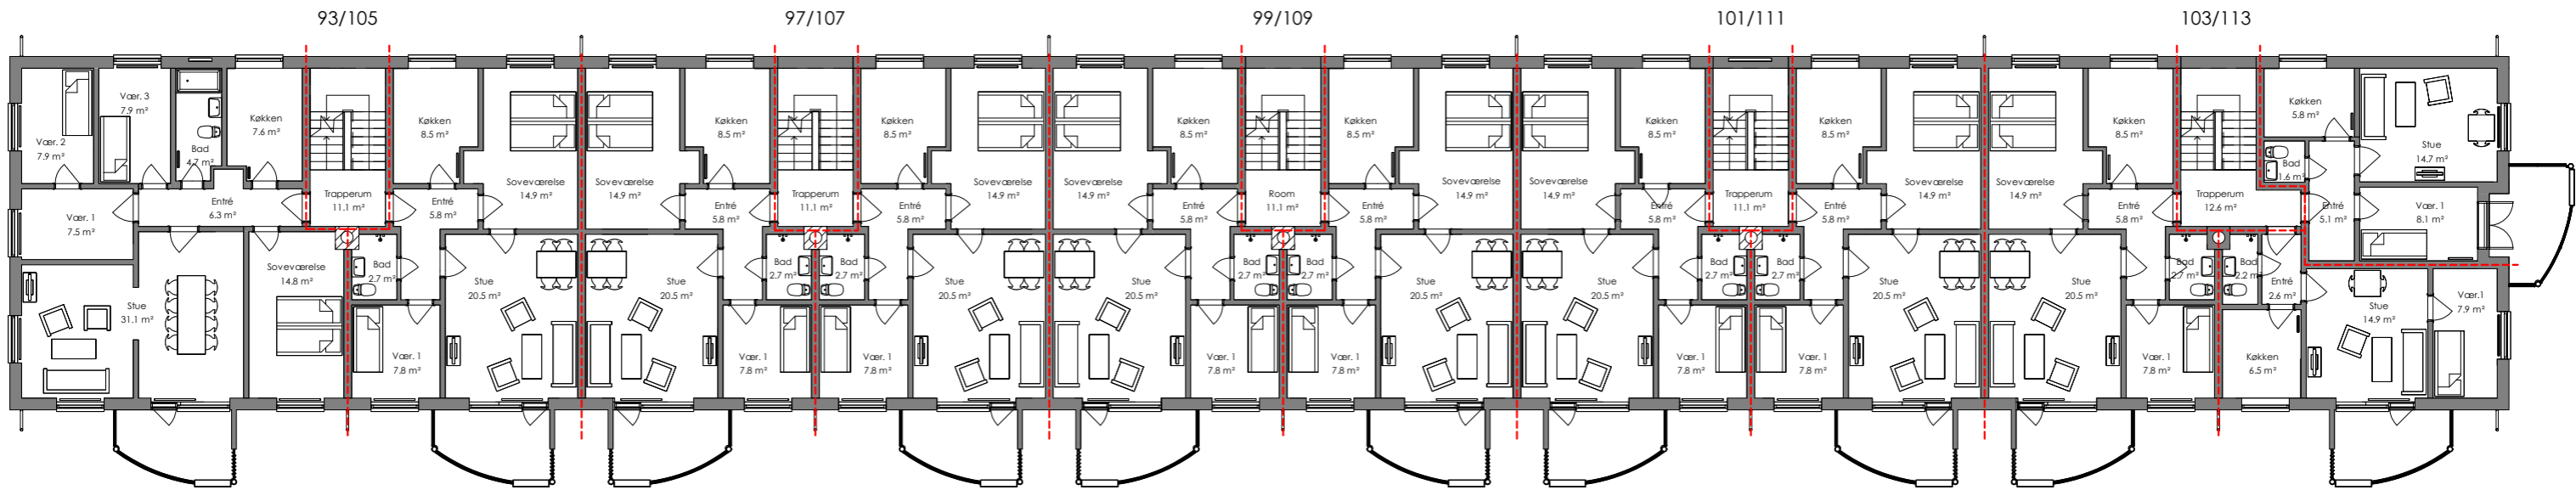 93/105
97/107
99/109
101/111
103/113
Vær. 2
7.9 m²
Vær. 3
7.9 m²
Bad
4.7 m²
Køkken
7.6 m²
Trapperum
11.1 m²
Entré
6.3 m²
Vær. 1
7.5 m²
Stue
31.1 m²
Soveværelse
14.8 m²
Køkken
8.5 m²
Soveværelse
14.9 m²
Entré
5.8 m²
Bad
2.7 m²
Stue
20.5 m²
Vær. 1
7.8 m²
Soveværelse
14.9 m²
Køkken
8.5 m²
Entré
5.8 m²
Stue
20.5 m²
Bad
2.7 m²
Vær. 1
7.8 m²
Trapperum
11.1 m²
Køkken
8.5 m²
Soveværelse
14.9 m²
Entré
5.8 m²
Bad
2.7 m²
Stue
20.5 m²
Vær. 1
7.8 m²
Soveværelse
14.9 m²
Køkken
8.5 m²
Entré
5.8 m²
Stue
20.5 m²
Bad
2.7 m²
Vær. 1
7.8 m²
Room
11.1 m²
Køkken
8.5 m²
Soveværelse
14.9 m²
Entré
5.8 m²
Bad
2.7 m²
Stue
20.5 m²
Vær. 1
7.8 m²
Soveværelse
14.9 m²
Køkken
8.5 m²
Entré
5.8 m²
Stue
20.5 m²
Bad
2.7 m²
Vær. 1
7.8 m²
Trapperum
11.1 m²
Køkken
8.5 m²
Soveværelse
14.9 m²
Entré
5.8 m²
Bad
2.7 m²
Stue
20.5 m²
Vær. 1
7.8 m²
Soveværelse
14.9 m²
Køkken
8.5 m²
Entré
5.8 m²
Stue
20.5 m²
Bad
2.7 m²
Vær. 1
7.8 m²
Trapperum
12.6 m²
Køkken
5.8 m²
Bad
1.6 m²
Stue
14.7 m²
Entré
5.1 m²
Vær. 1
8.1 m²
Bad
2.2 m²
Entré
2.6 m²
Køkken
6.5 m²
Stue
14.9 m²
Vær.1
7.9 m²